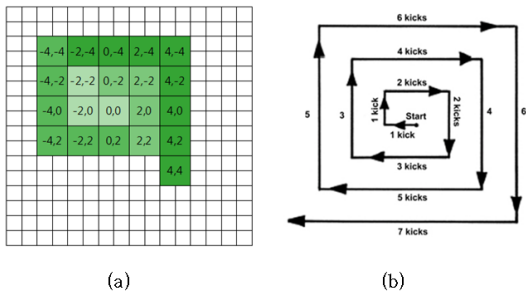 -4,-4 -2,-4 0,-4 2,-4 4,-4
-4,-2 -2,-2 0,-2 2,-2 4,-2
-4,0 -2,0 0,0 2,0 4,0
-4,2 -2,2 0,2 2,2 4,2
4,4
(a)
6 kicks
4 kicks
2 kicks
1 kick
Start
1 kick
2 kicks
3
3 kicks
4
5
5 kicks
6
7 kicks
(b)